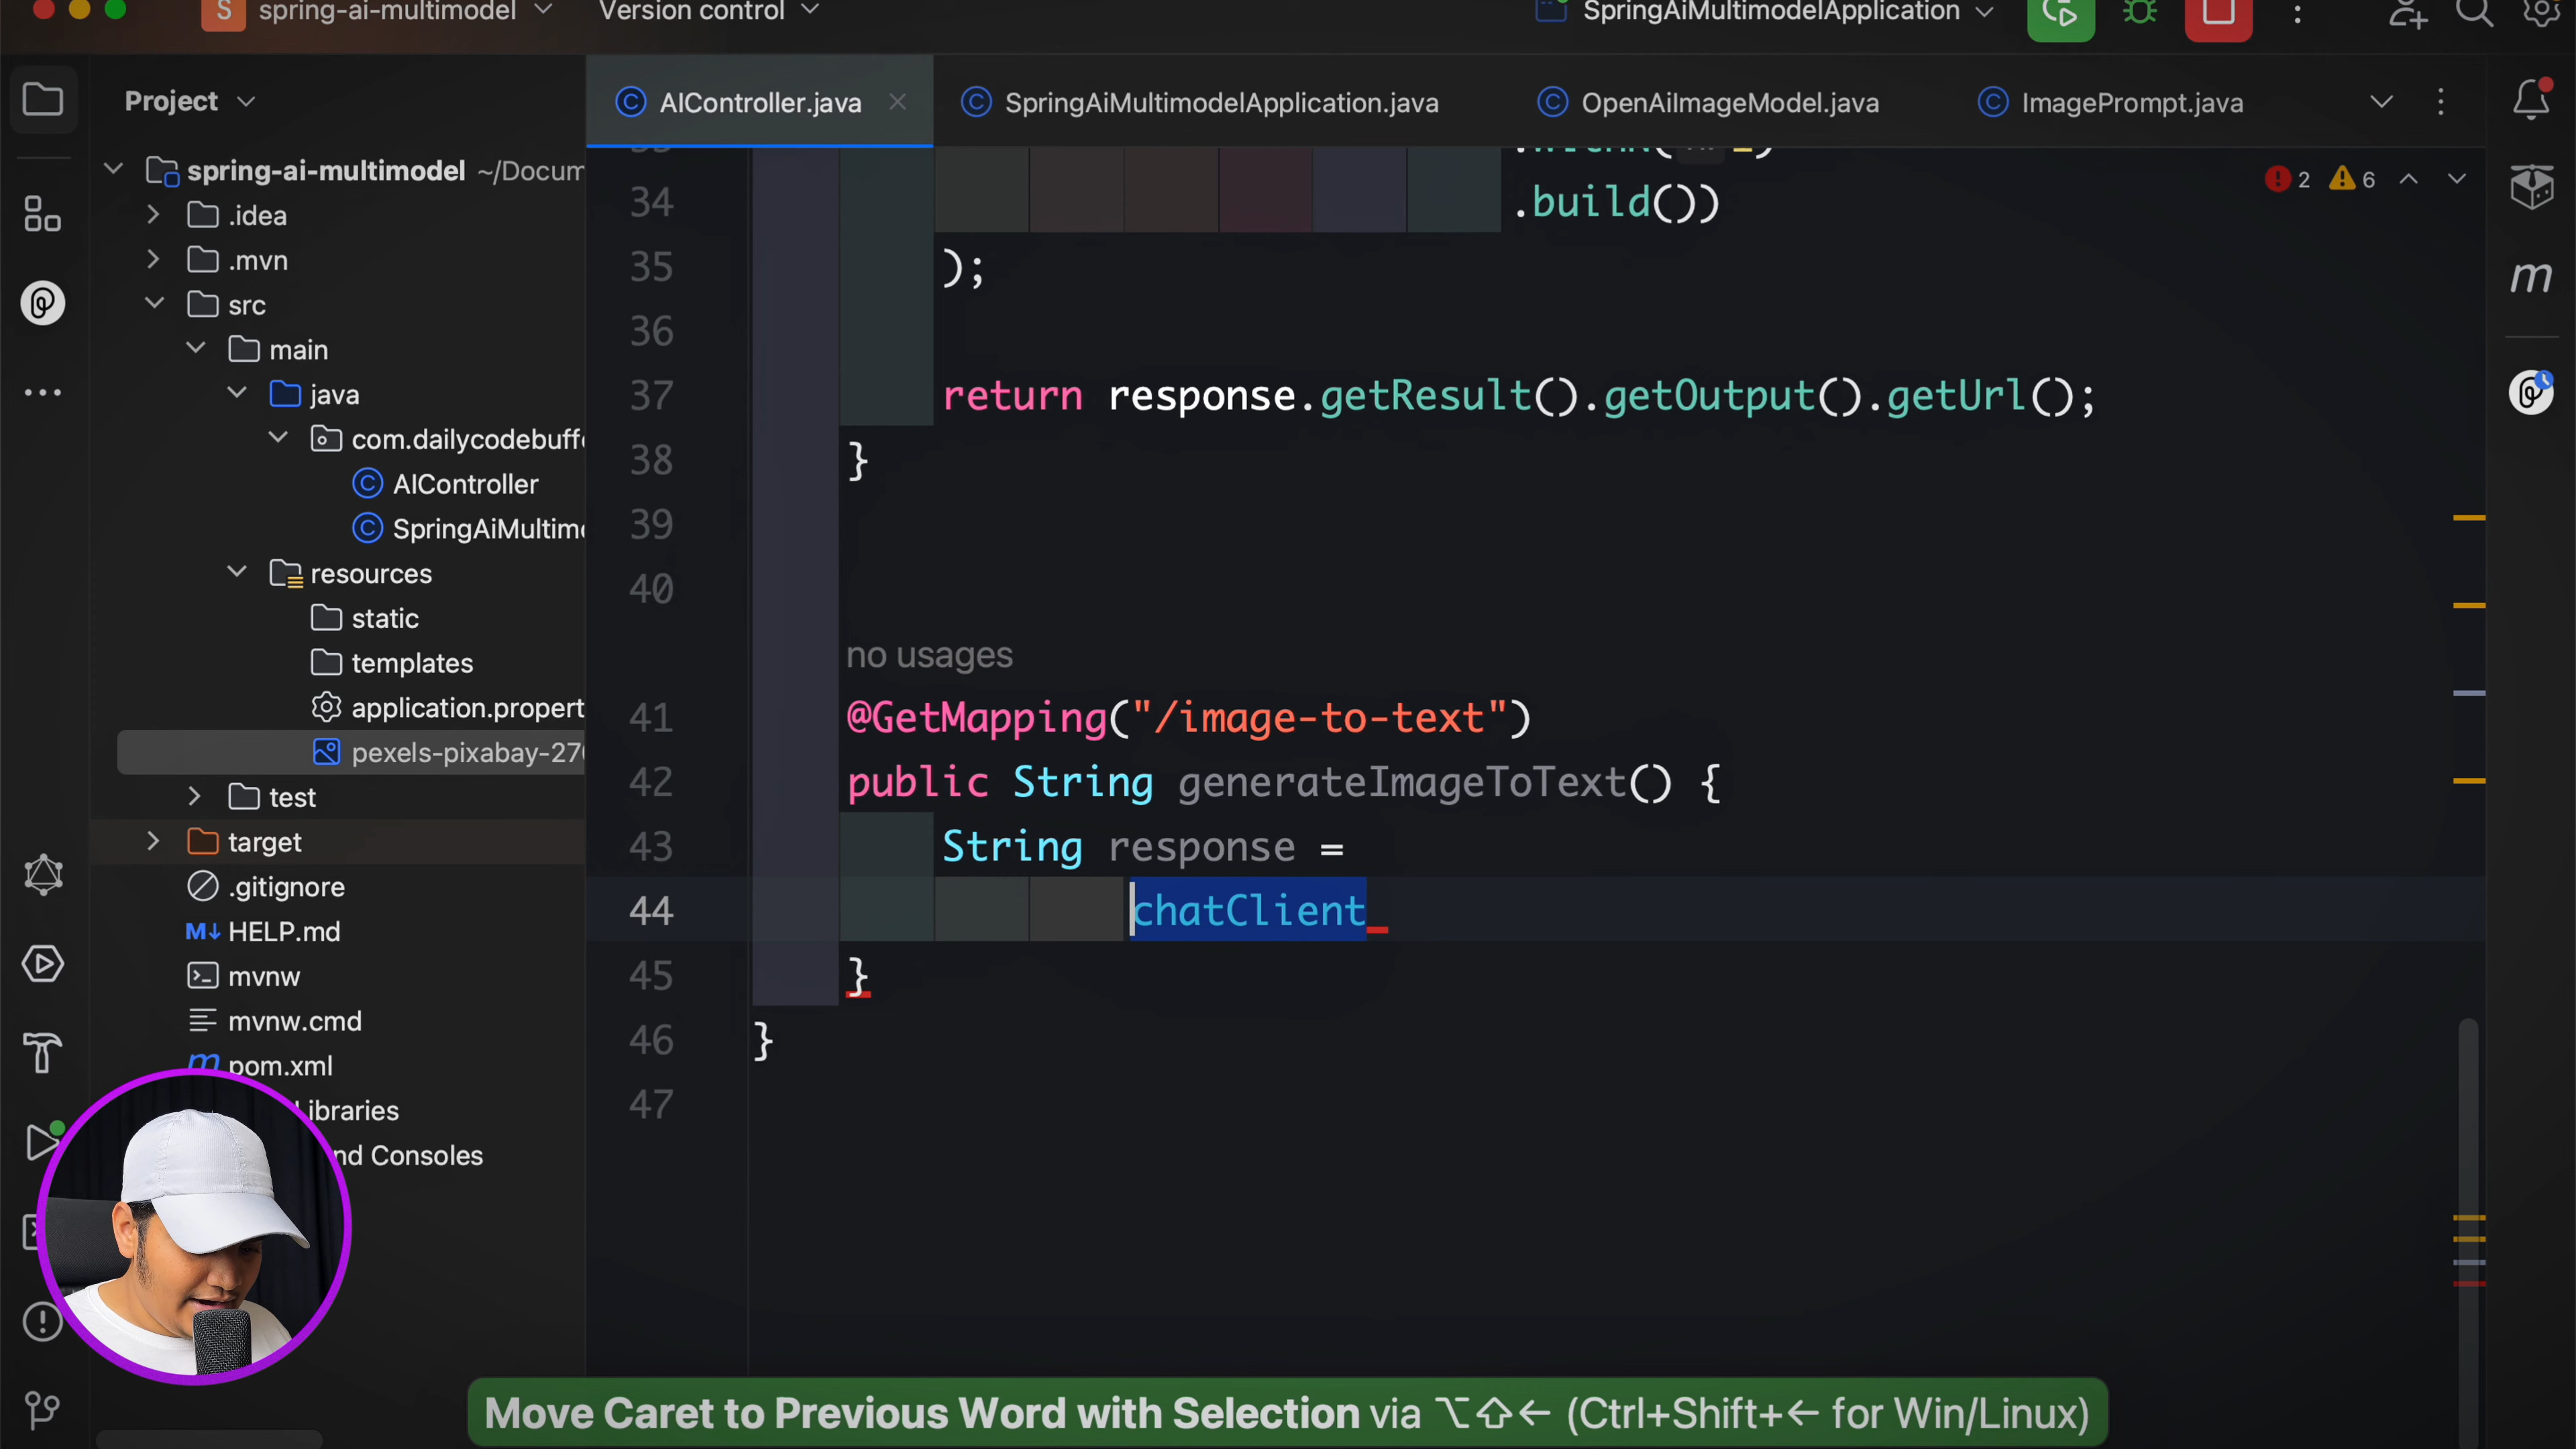 S spring-ai-multimodel Version control SpringAiMultimodelApplication
Project
AIController.java SpringAiMultimodelApplication.java OpenAiImageModel.java ImagePrompt.java
spring-ai-multimodel ~/Docum
.idea
.mvn
src
main
java
com.dailycodebuffe
AIController
SpringAiMultimo
resources
static
templates
application.propert
pexels-pixabay-270
test
target
.gitignore
M↓ HELP.md
mvnw
mvnw.cmd
m pom.xml
Libraries
nd Consoles
2 6
34 .build())
35 );
36
37 return response.getResult().getOutput().getUrl();
38 }
39
40
no usages
41 @GetMapping("/image-to-text")
42 public String generateImageToText() {
43 String response =
44 chatClient
45 }
46 }
47
m
Move Caret to Previous Word with Selection via ⌥⇧← (Ctrl+Shift+← for Win/Linux)